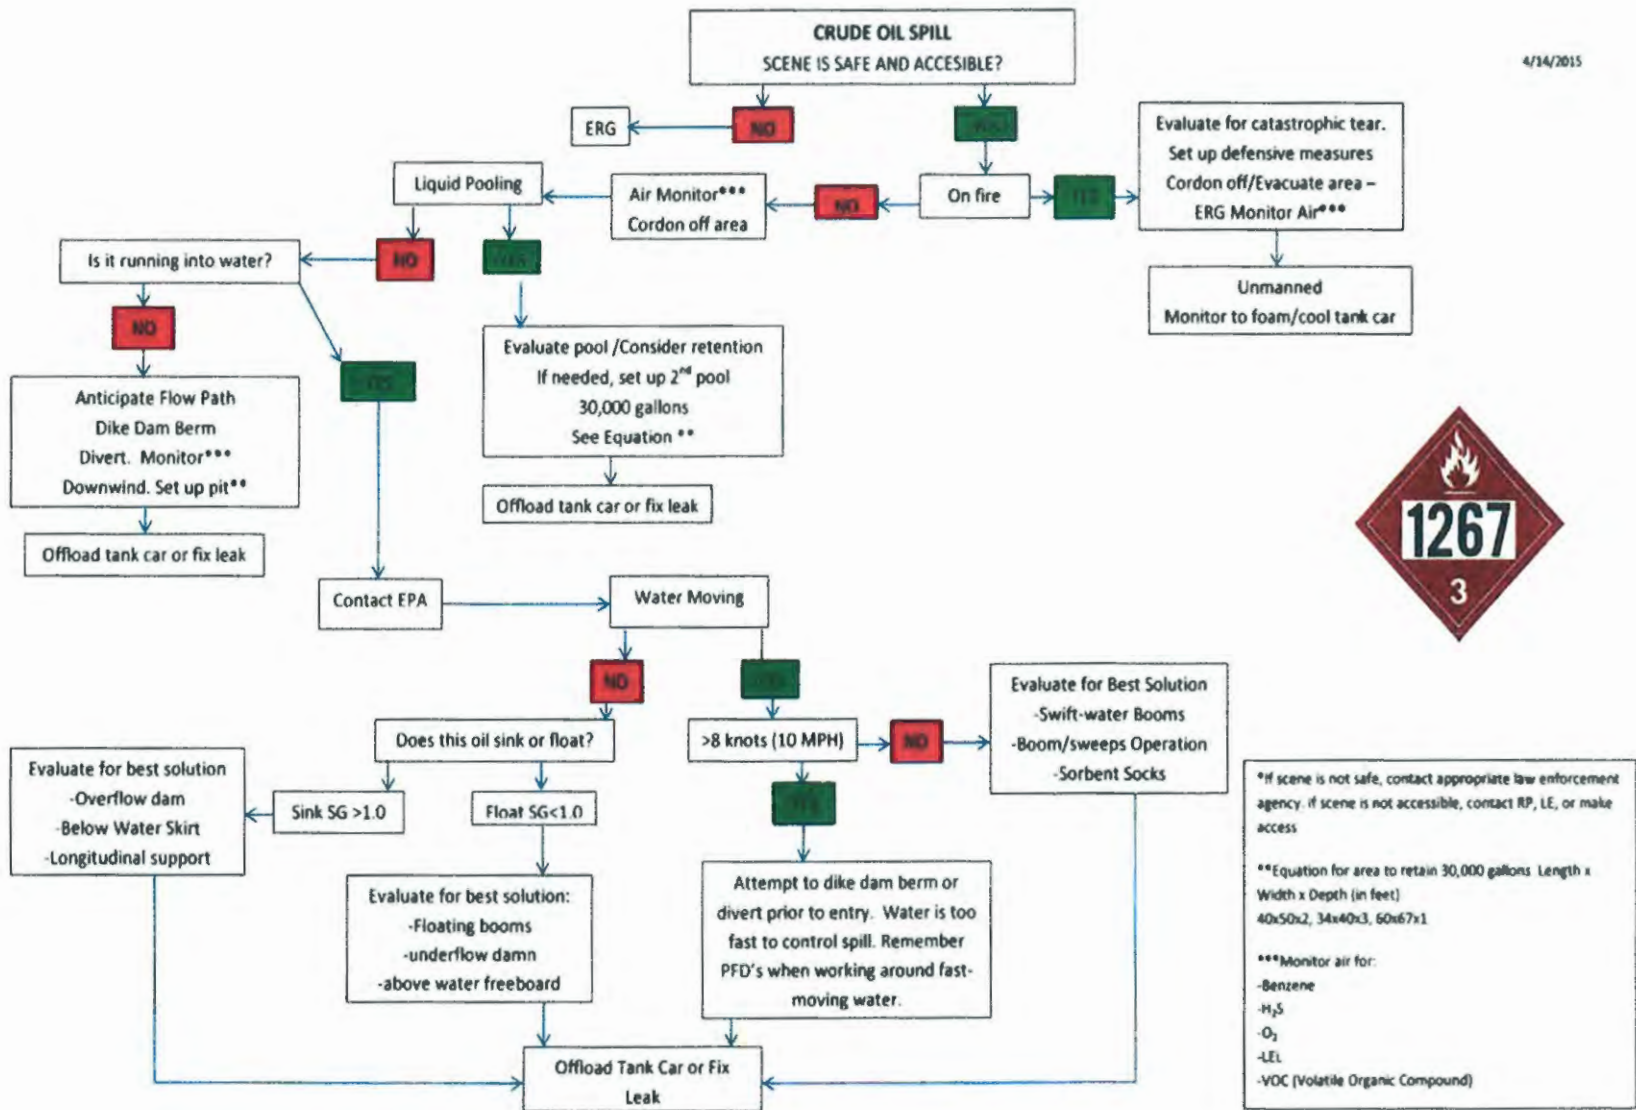 CRUDE OIL SPILL
SCENE IS SAFE AND ACCESIBLE?
4/14/2015
ERG
NO
YES
Evaluate for catastrophic tear.
Set up defensive measures
Cordon off/Evacuate area –
ERG Monitor Air***
Liquid Pooling
Air Monitor***
Cordon off area
NO
On fire
YES
Is it running into water?
NO
YES
Unmanned
Monitor to foam/cool tank car
NO
Evaluate pool /Consider retention
If needed, set up 2nd pool
30,000 gallons
See Equation **
YES
Anticipate Flow Path
Dike Dam Berm
Divert. Monitor***
Downwind. Set up pit**
Offload tank car or fix leak
Offload tank car or fix leak
1267
3
Contact EPA
Water Moving
NO
YES
Evaluate for Best Solution
-Swift-water Booms
-Boom/sweeps Operation
-Sorbent Socks
Does this oil sink or float?
>8 knots (10 MPH)
NO
Evaluate for best solution
-Overflow dam
-Below Water Skirt
-Longitudinal support
Sink SG >1.0
Float SG<1.0
YES
Evaluate for best solution:
-Floating booms
-underflow damn
-above water freeboard
Attempt to dike dam berm or
divert prior to entry. Water is too
fast to control spill. Remember
PFD's when working around fast-
moving water.
Offload Tank Car or Fix
Leak
*If scene is not safe, contact appropriate law enforcement
agency. if scene is not accessible, contact RP, LE, or make
access
**Equation for area to retain 30,000 gallons Length x
Width x Depth (in feet)
40x50x2, 34x40x3, 60x67x1
***Monitor air for:
-Benzene
-H₂S
-O₂
-LEL
-VOC (Volatile Organic Compound)